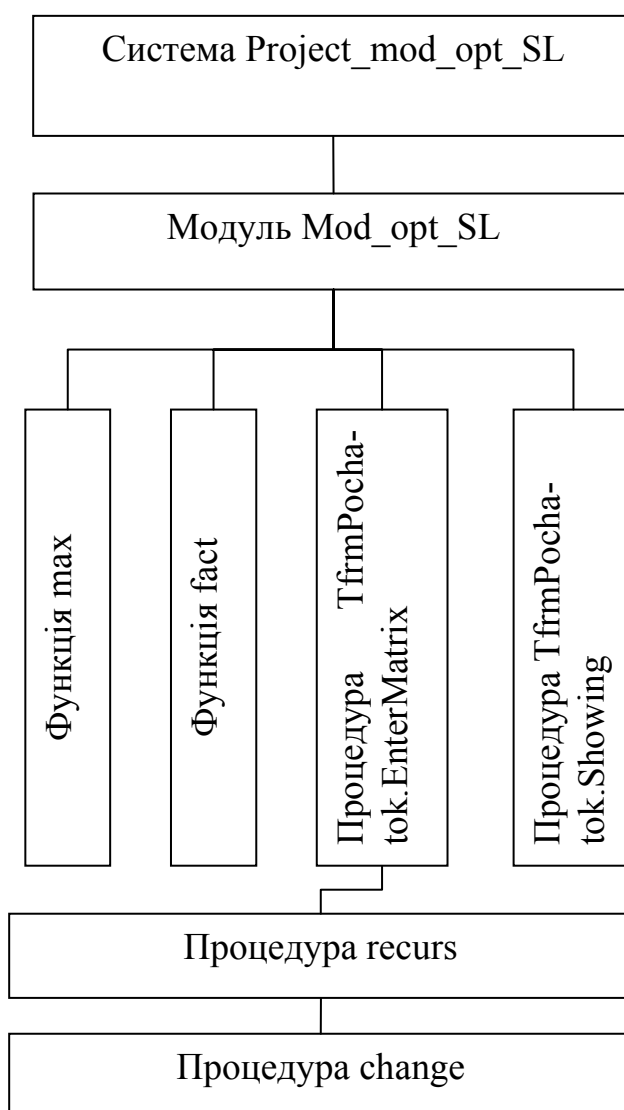 Система Project_mod_opt_SL
Модуль Mod_opt_SL
Функція max
Функція fact
Процедура TfrmPocha-
tok.EnterMatrix
Процедура TfrmPocha-
tok.Showing
Процедура recurs
Процедура change